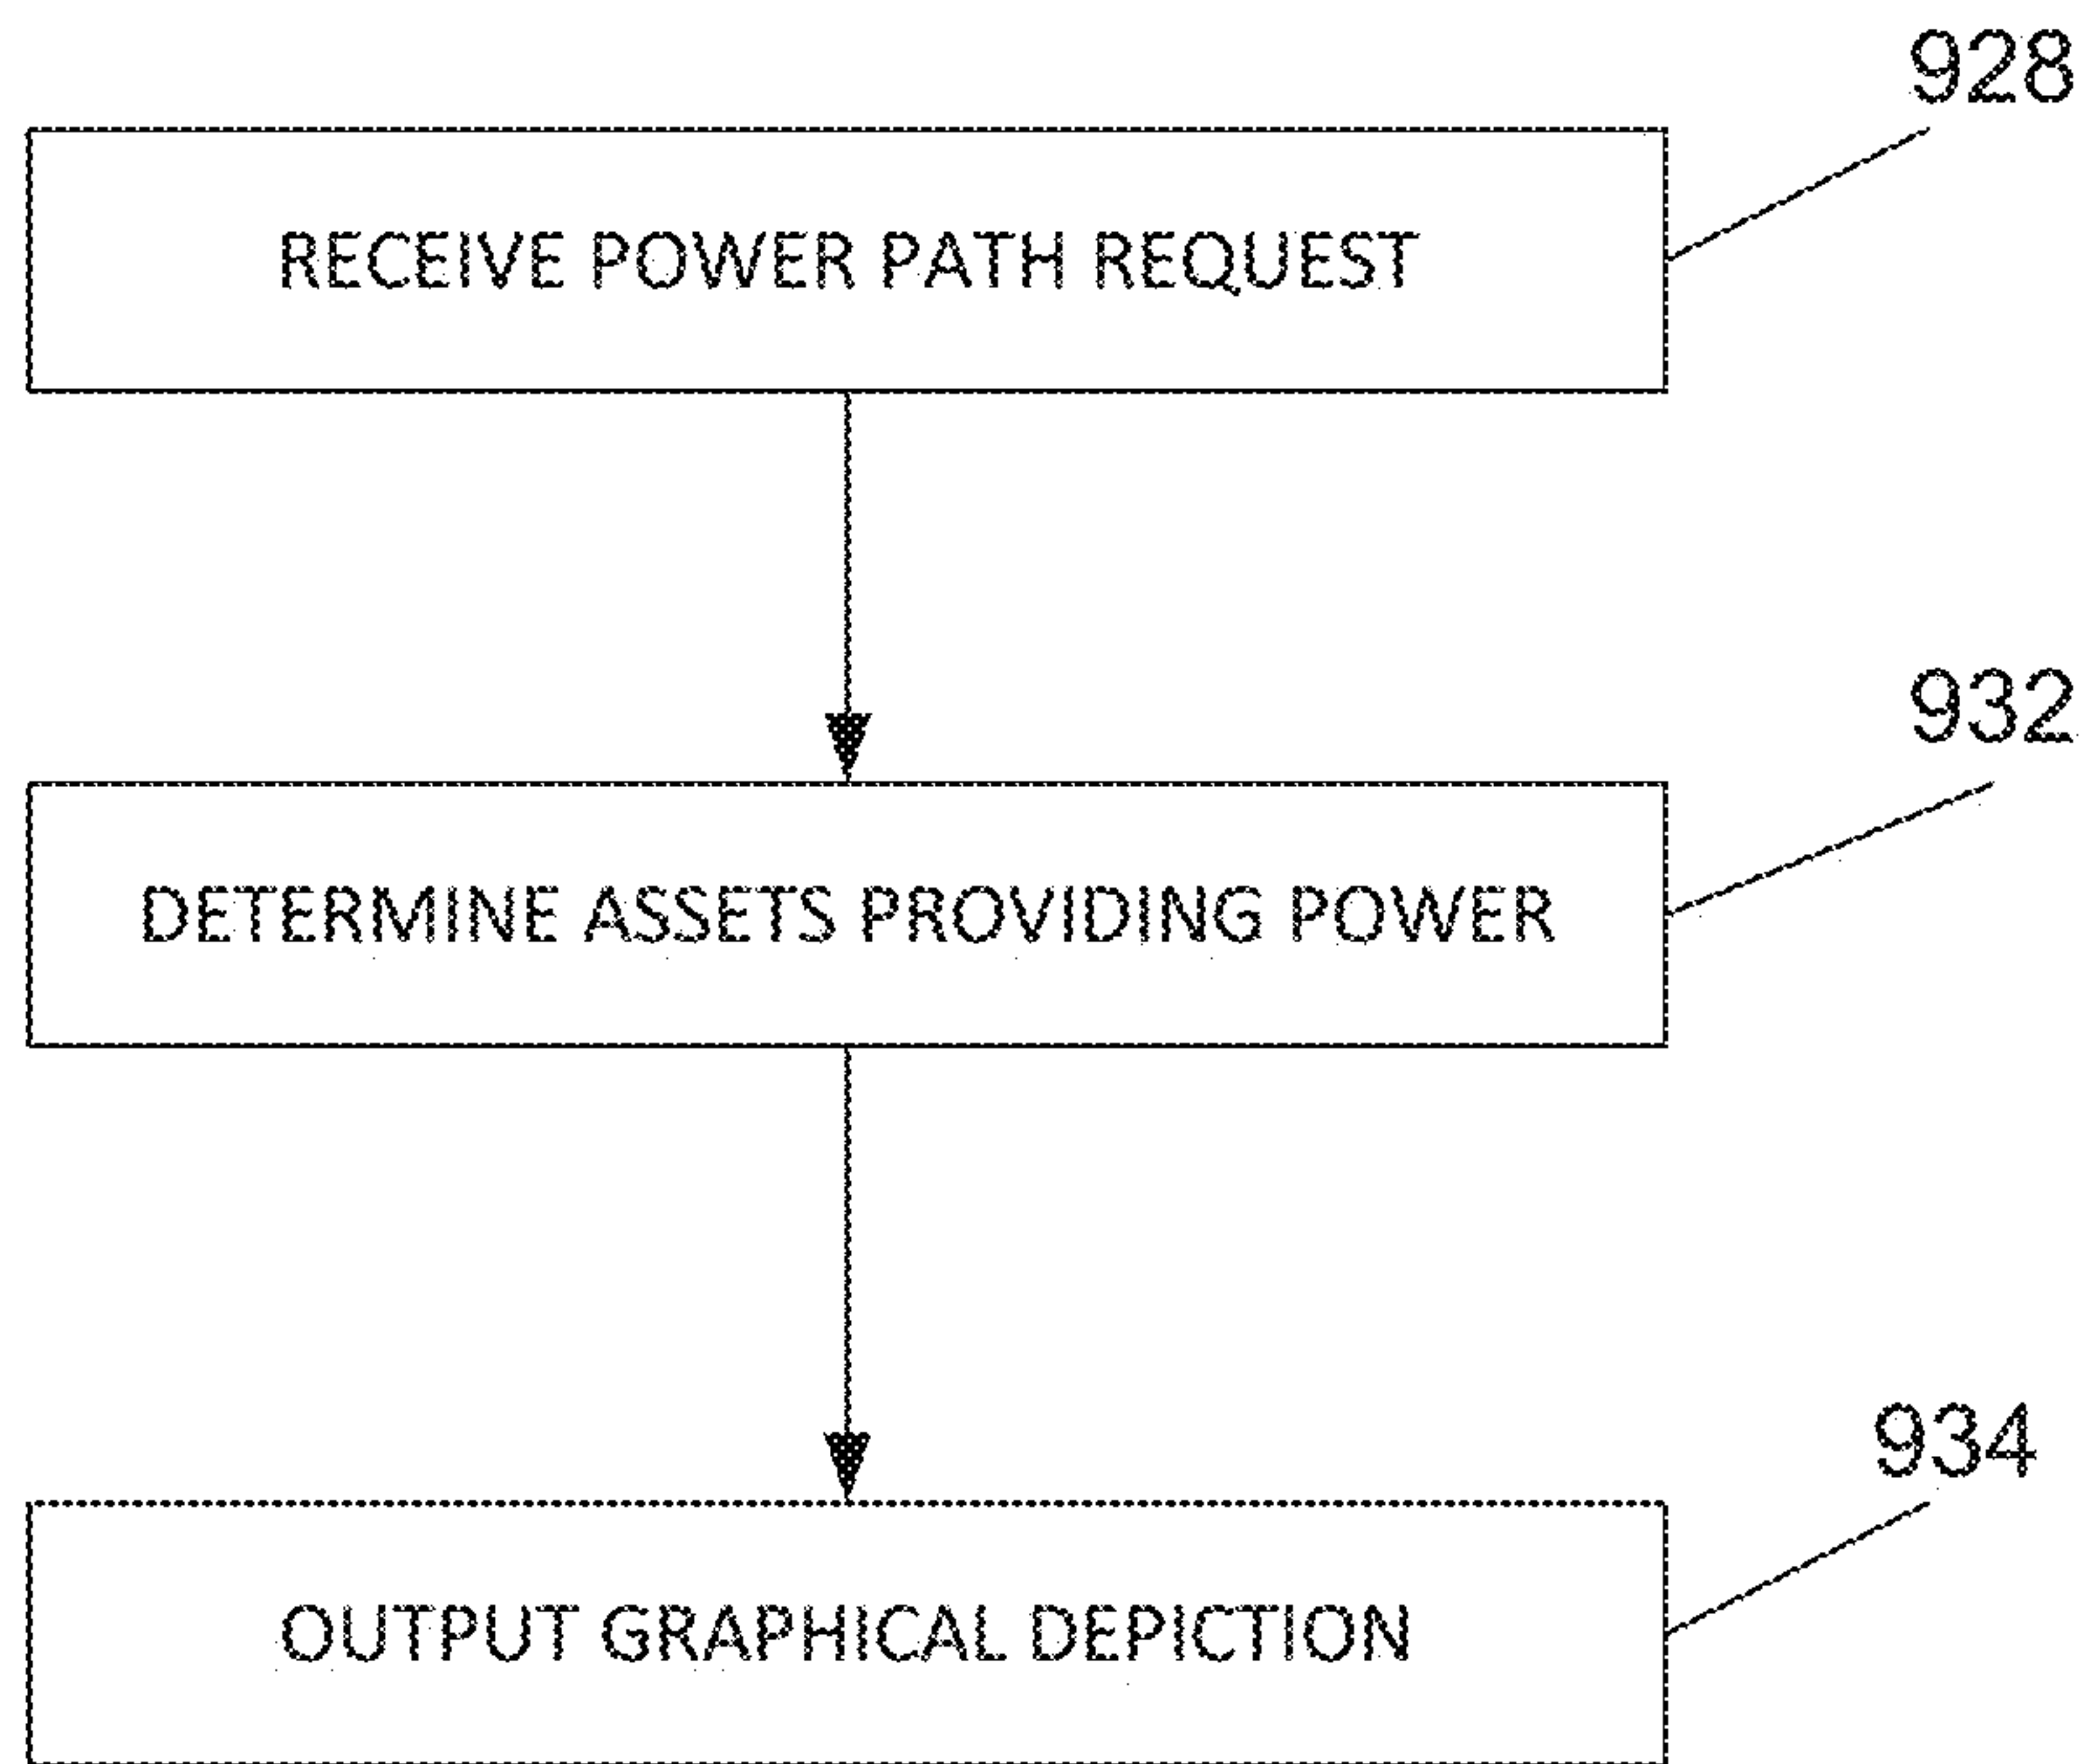 928
RECEIVE POWER PATH REQUEST
932
DETERMINE ASSETS PROVIDING POWER
934
OUTPUT GRAPHICAL DEPICTION